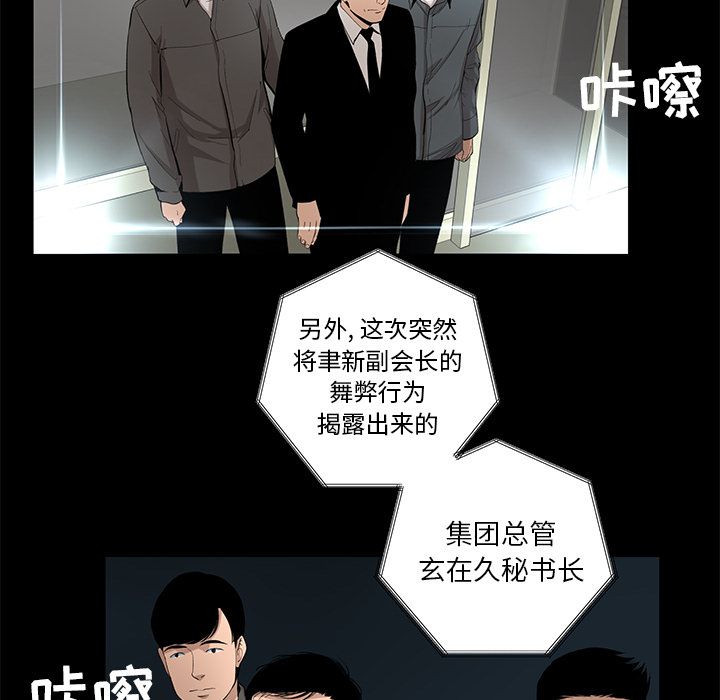 咔嚓
另外, 这次突然
将聿新副会长的
舞弊行为
揭露出来的
集团总管
玄在久秘书长
咔嚓